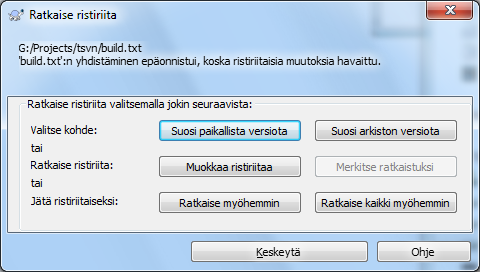 Ratkaise ristiriita
G:/Projects/tsvn/build.txt
'build.txt':n yhdistäminen epäonnistui, koska ristiriitaisia muutoksia havaittu.
Ratkaise ristiriita valitsemalla jokin seuraavista:
Valitse kohde: Suosi paikallista versiota Suosi arkiston versiota
tai
Ratkaise ristiriita: Muokkaa ristiriitaa Merkitse ratkaistuksi
tai
Jätä ristiriitaiseksi: Ratkaise myöhemmin Ratkaise kaikki myöhemmin
Keskeytä Ohje